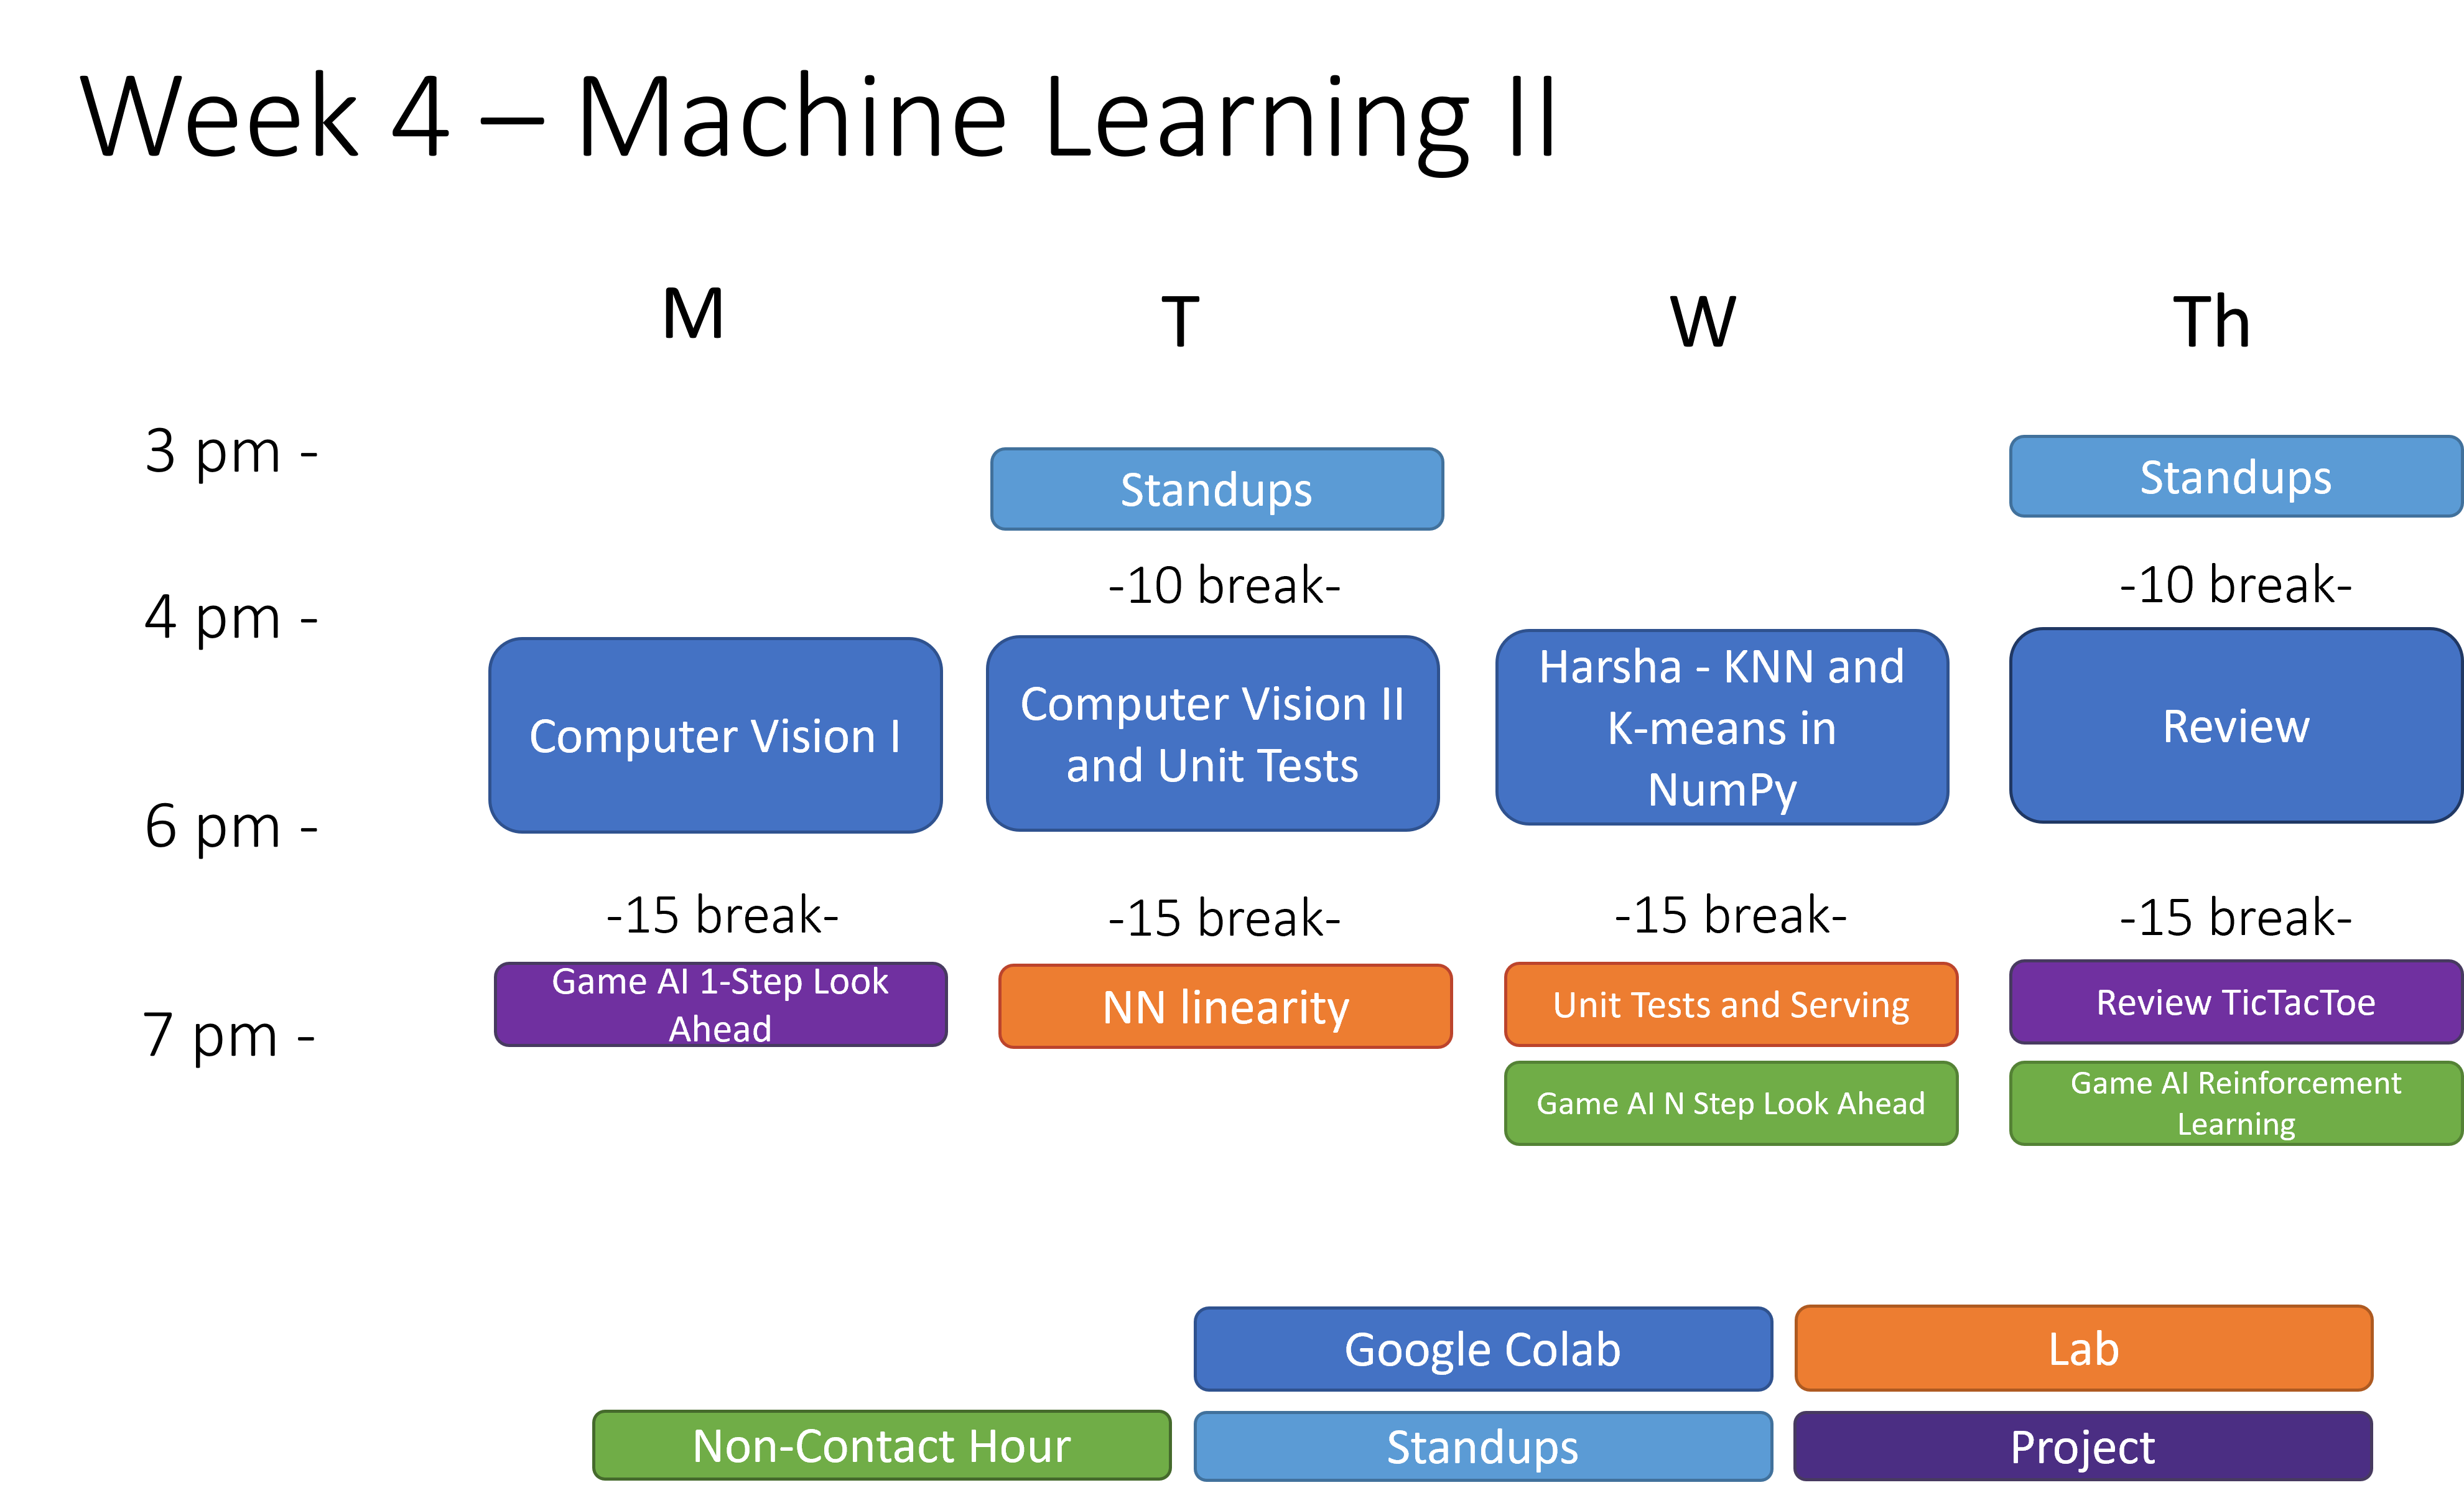 Week 4 – Machine Learning II
M
T
W
Th
3 pm -
Standups
Standups
-10 break-
-10 break-
4 pm -
Computer Vision I
Computer Vision II
and Unit Tests
Harsha - KNN and
K-means in
NumPy
Review
6 pm -
-15 break-
-15 break-
-15 break-
-15 break-
Game AI 1-Step Look
Ahead
NN linearity
Unit Tests and Serving
Review TicTacToe
7 pm -
Game AI N Step Look Ahead
Game AI Reinforcement
Learning
Google Colab
Lab
Non-Contact Hour
Standups
Project